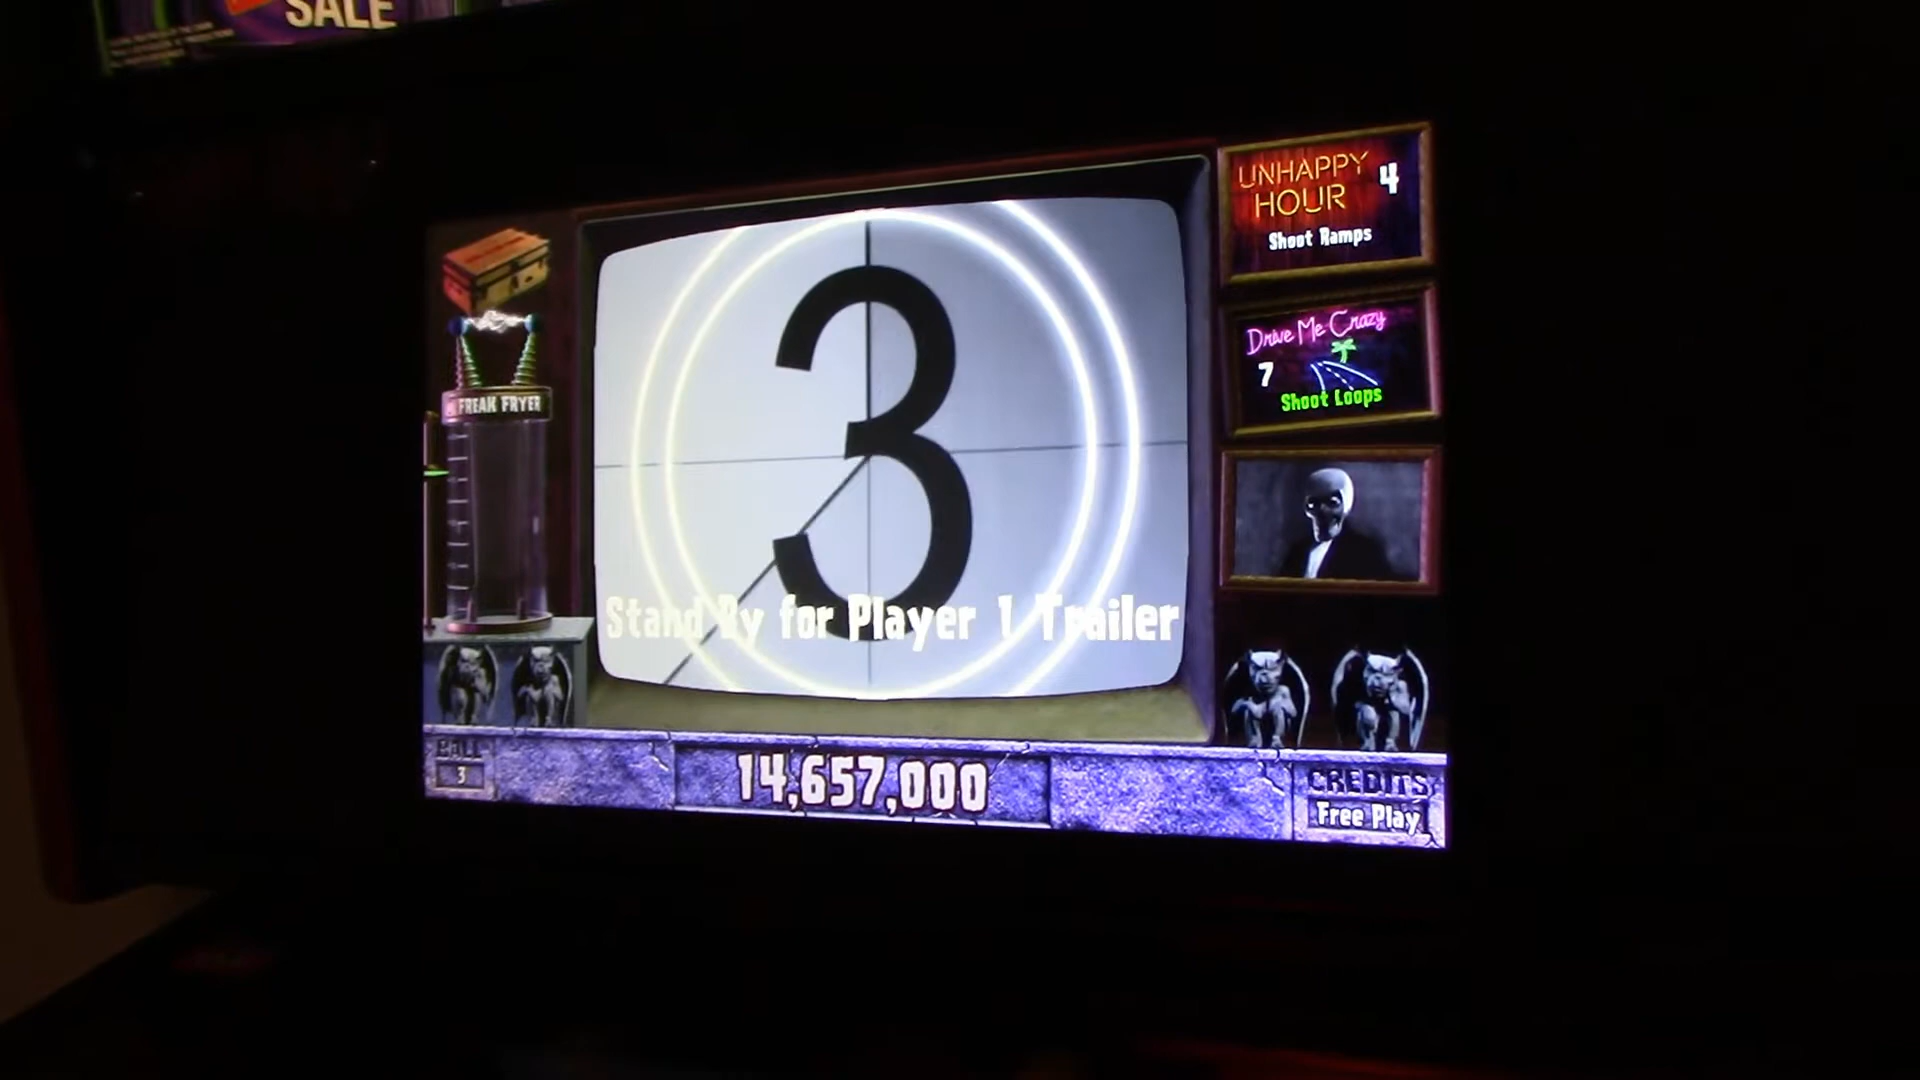 SALE
UNHAPPY
HOUR
4
Shoot Ramps
Drive Me Crazy
7
Shoot Loops
FREAK FRYER
3
Stand By for Player 1 Trailer
BALL
3
14,657,000
CREDITS
Free Play